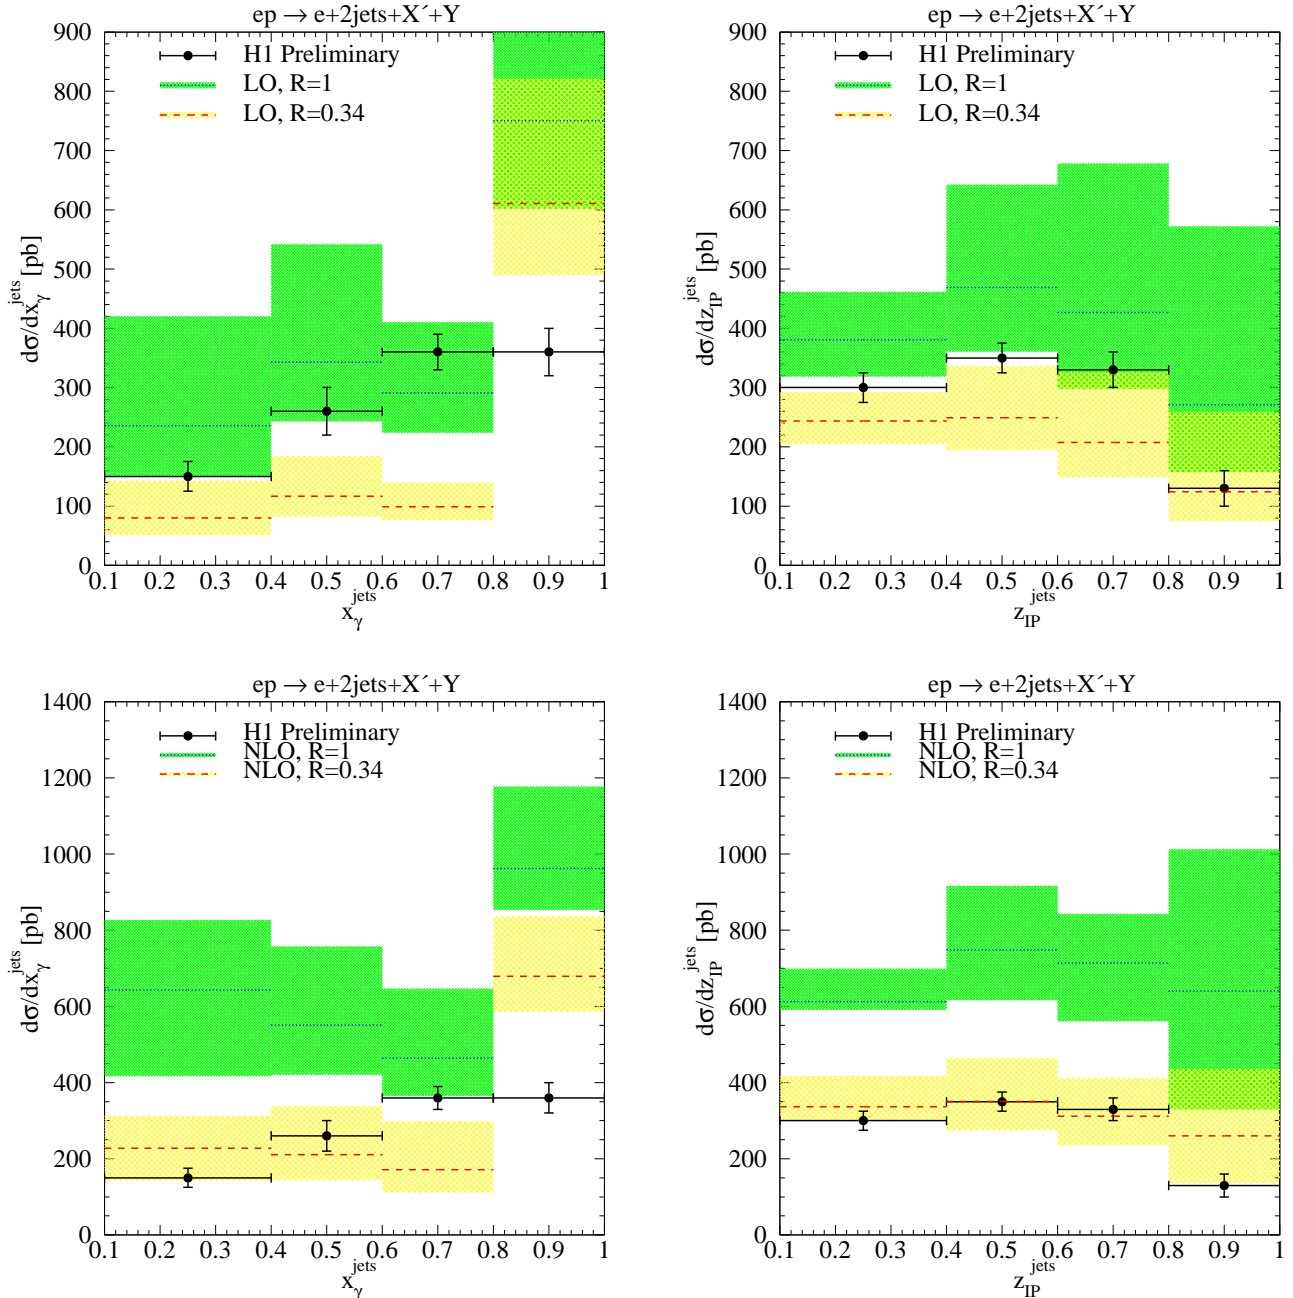 ep → e+2jets+X´+Y
H1 Preliminary
LO, R=1
LO, R=0.34
dσ/dx_γ^jets [pb]
900
800
700
600
500
400
300
200
100
0
0.1 0.2 0.3 0.4 0.5 0.6 0.7 0.8 0.9 1
x_γ^jets
ep → e+2jets+X´+Y
H1 Preliminary
LO, R=1
LO, R=0.34
dσ/dz_IP^jets [pb]
900
800
700
600
500
400
300
200
100
0
0.1 0.2 0.3 0.4 0.5 0.6 0.7 0.8 0.9 1
z_IP^jets
ep → e+2jets+X´+Y
H1 Preliminary
NLO, R=1
NLO, R=0.34
dσ/dx_γ^jets [pb]
1400
1200
1000
800
600
400
200
0
0.1 0.2 0.3 0.4 0.5 0.6 0.7 0.8 0.9 1
x_γ^jets
ep → e+2jets+X´+Y
H1 Preliminary
NLO, R=1
NLO, R=0.34
dσ/dz_IP^jets [pb]
1400
1200
1000
800
600
400
200
0
0.1 0.2 0.3 0.4 0.5 0.6 0.7 0.8 0.9 1
z_IP^jets